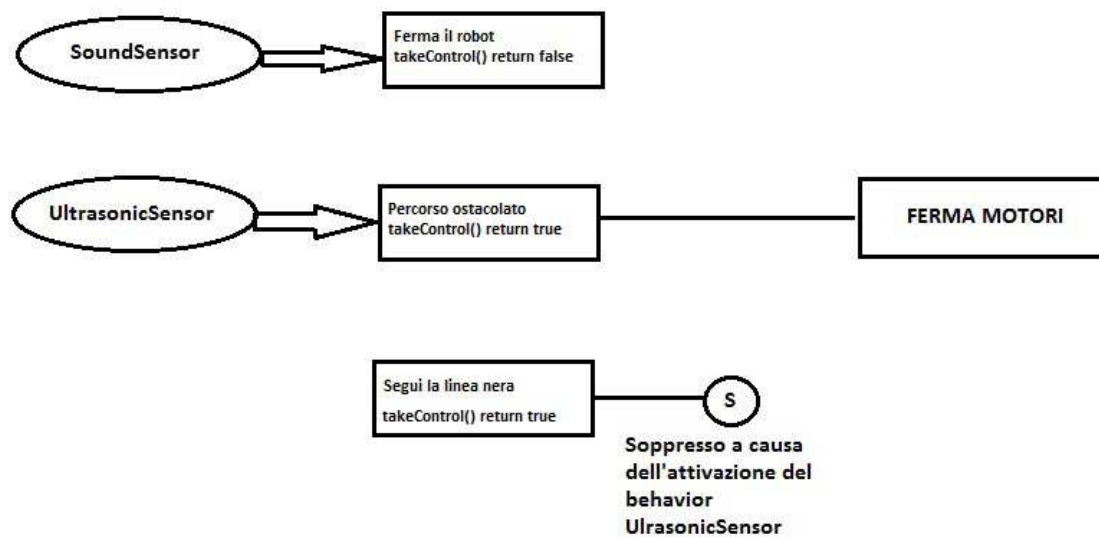 SoundSensor
Ferma il robot
takeControl() return false
UltrasonicSensor
Percorso ostacolato
takeControl() return true
FERMA MOTORI
Segui la linea nera
takeControl() return true
S
Soppresso a causa
dell'attivazione del
behavior
UlrasonicSensor